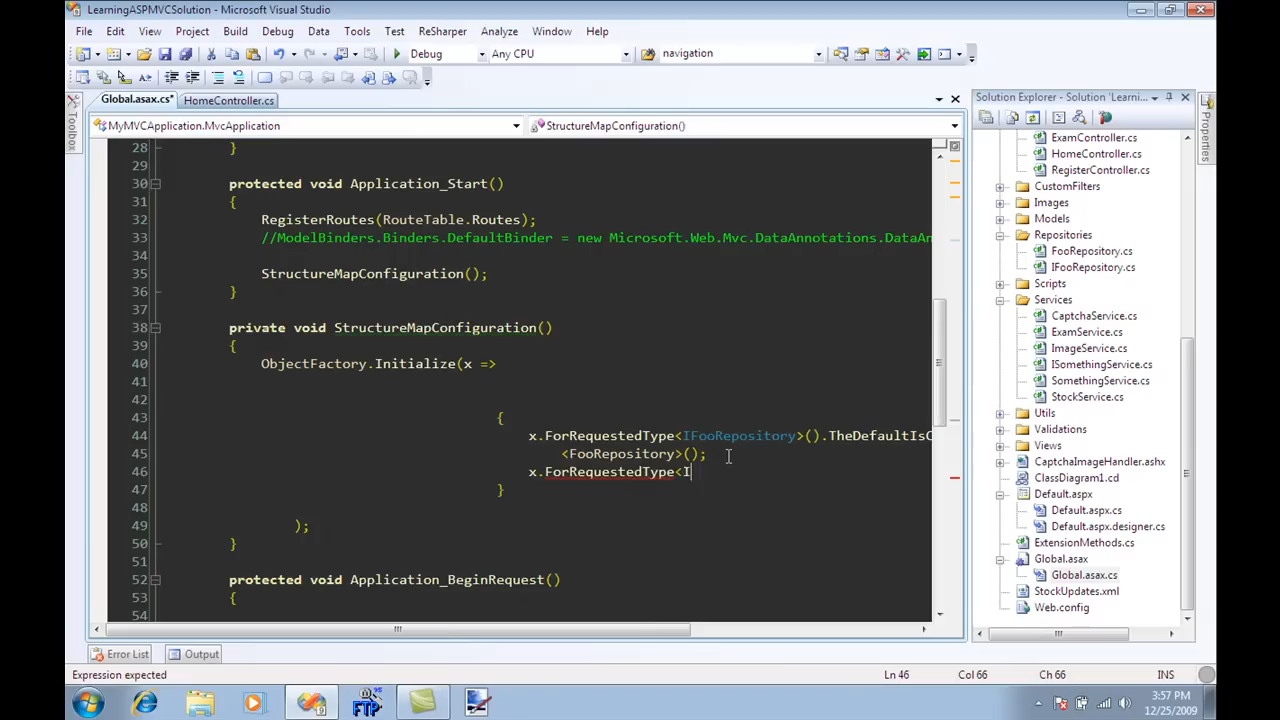 LearningASPMVCSolution - Microsoft Visual Studio
File Edit View Project Build Debug Data Tools Test ReSharper Analyze Window Help
Debug Any CPU navigation
Global.asax.cs* HomeController.cs
MyMVCApplication.MvcApplication StructureMapConfiguration()
28 }
29
30 protected void Application_Start()
31 {
32 RegisterRoutes(RouteTable.Routes);
33 //ModelBinders.Binders.DefaultBinder = new Microsoft.Web.Mvc.DataAnnotations.DataAn
34
35 StructureMapConfiguration();
36 }
37
38 private void StructureMapConfiguration()
39 {
40 ObjectFactory.Initialize(x =>
41
42
43 {
44 x.ForRequestedType<IFooRepository>().TheDefaultIsC
45 <FooRepository>();
46 x.ForRequestedType<I
47 }
48
49 );
50 }
51
52 protected void Application_BeginRequest()
53 {
54
Toolbox
Solution Explorer - Solution 'Learni...
ExamController.cs
HomeController.cs
RegisterController.cs
CustomFilters
Images
Models
Repositories
FooRepository.cs
IFooRepository.cs
Scripts
Services
CaptchaService.cs
ExamService.cs
ImageService.cs
ISomethingService.cs
SomethingService.cs
StockService.cs
Utils
Validations
Views
CaptchaImageHandler.ashx
ClassDiagram1.cd
Default.aspx
Default.aspx.cs
Default.aspx.designer.cs
ExtensionMethods.cs
Global.asax
Global.asax.cs
StockUpdates.xml
Web.config
Properties
Error List Output
Expression expected Ln 46 Col 66 Ch 66 INS
FTP
3:57 PM
12/25/2009